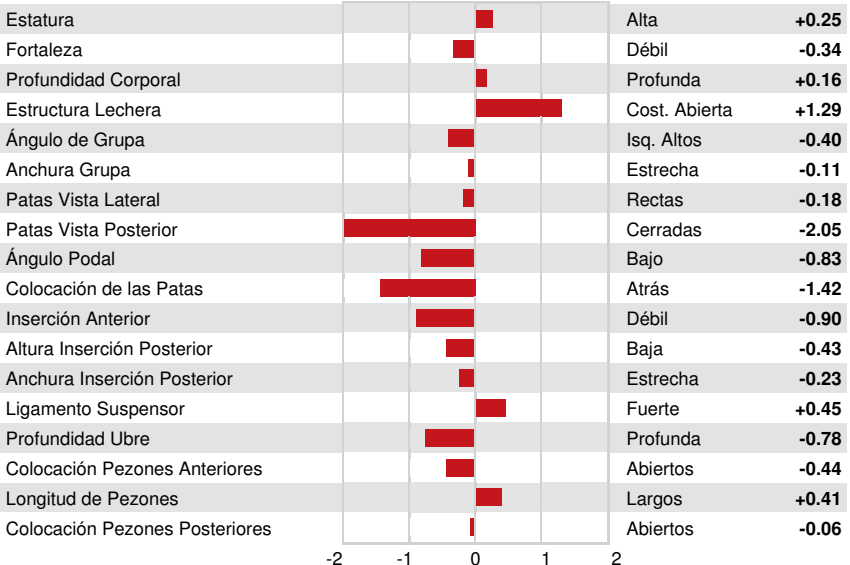 Estatura Alta +0.25
Fortaleza Débil -0.34
Profundidad Corporal Profunda +0.16
Estructura Lechera Cost. Abierta +1.29
Ángulo de Grupa Isq. Altos -0.40
Anchura Grupa Estrecha -0.11
Patas Vista Lateral Rectas -0.18
Patas Vista Posterior Cerradas -2.05
Ángulo Podal Bajo -0.83
Colocación de las Patas Atrás -1.42
Inserción Anterior Débil -0.90
Altura Inserción Posterior Baja -0.43
Anchura Inserción Posterior Estrecha -0.23
Ligamento Suspensor Fuerte +0.45
Profundidad Ubre Profunda -0.78
Colocación Pezones Anteriores Abiertos -0.44
Longitud de Pezones Largos +0.41
Colocación Pezones Posteriores Abiertos -0.06
-2 -1 0 1 2